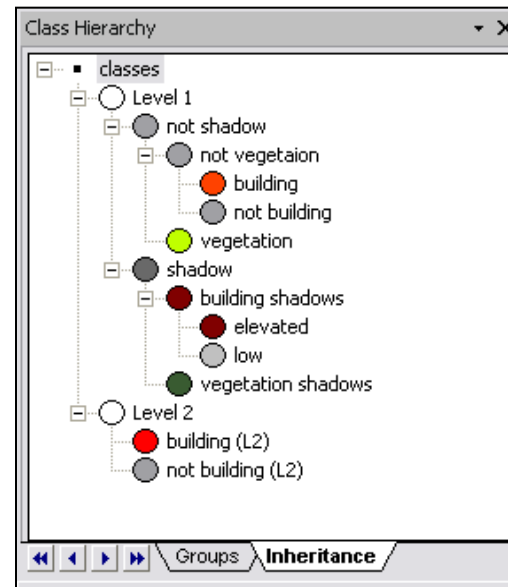 Class Hierarchy
classes
Level 1
not shadow
not vegetaion
building
not building
vegetation
shadow
building shadows
elevated
low
vegetation shadows
Level 2
building (L2)
not building (L2)
Groups Inheritance